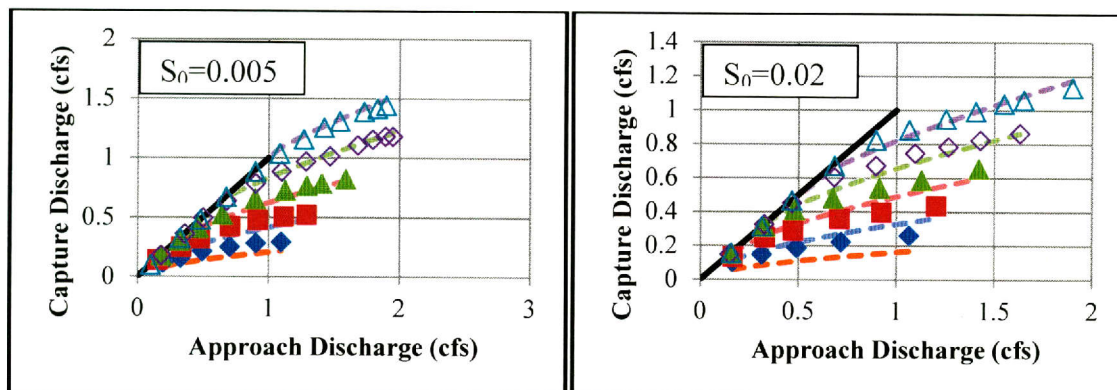 Capture Discharge (cfs)
2
1.5
1
0.5
0
S₀=0.005
0 1 2 3
Approach Discharge (cfs)
Capture Discharge (cfs)
1.4
1.2
1
0.8
0.6
0.4
0.2
0
S₀=0.02
0 0.5 1 1.5 2
Approach Discharge (cfs)